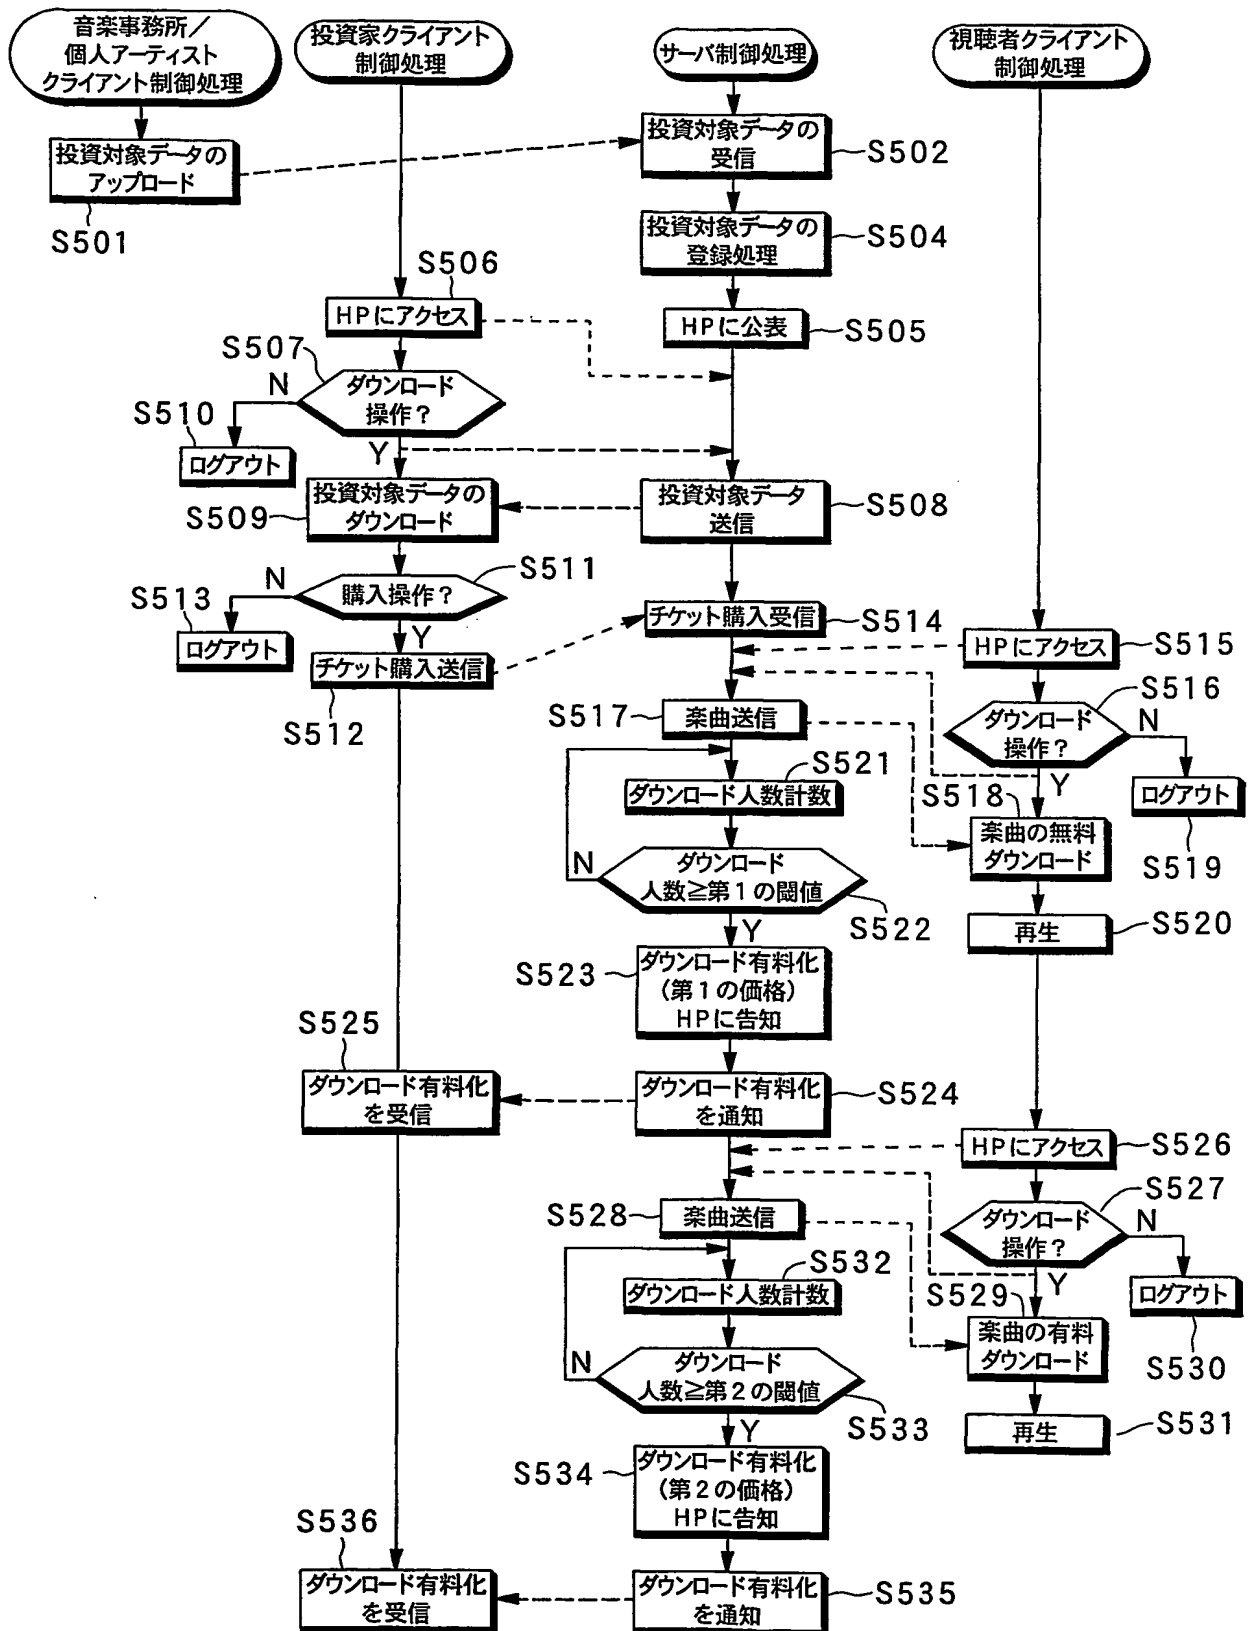 音楽事務所／
個人アーティスト
クライアント制御処理
投資家クライアント
制御処理
サーバ制御処理
視聴者クライアント
制御処理
投資対象データの
アップロード
S501
投資対象データの
受信
S502
投資対象データの
登録処理
S504
S506
HPにアクセス
HPに公表
S505
S507
ダウンロード
操作？
N
Y
S510
ログアウト
投資対象データの
ダウンロード
S509
投資対象データ
送信
S508
購入操作？
S511
N
Y
S513
ログアウト
チケット購入送信
S512
チケット購入受信
S514
HPにアクセス
S515
S516
ダウンロード
操作？
N
Y
S517
楽曲送信
S521
ダウンロード人数計数
S518
楽曲の無料
ダウンロード
ログアウト
S519
ダウンロード
人数≧第1の閾値
N
Y
S522
再生
S520
S523
ダウンロード有料化
（第1の価格）
HPに告知
S525
ダウンロード有料化
を受信
ダウンロード有料化
を通知
S524
HPにアクセス
S526
S527
ダウンロード
操作？
N
Y
S528
楽曲送信
S532
ダウンロード人数計数
S529
楽曲の有料
ダウンロード
ログアウト
S530
ダウンロード
人数≧第2の閾値
N
Y
S533
再生
S531
S534
ダウンロード有料化
（第2の価格）
HPに告知
S536
ダウンロード有料化
を受信
ダウンロード有料化
を通知
S535